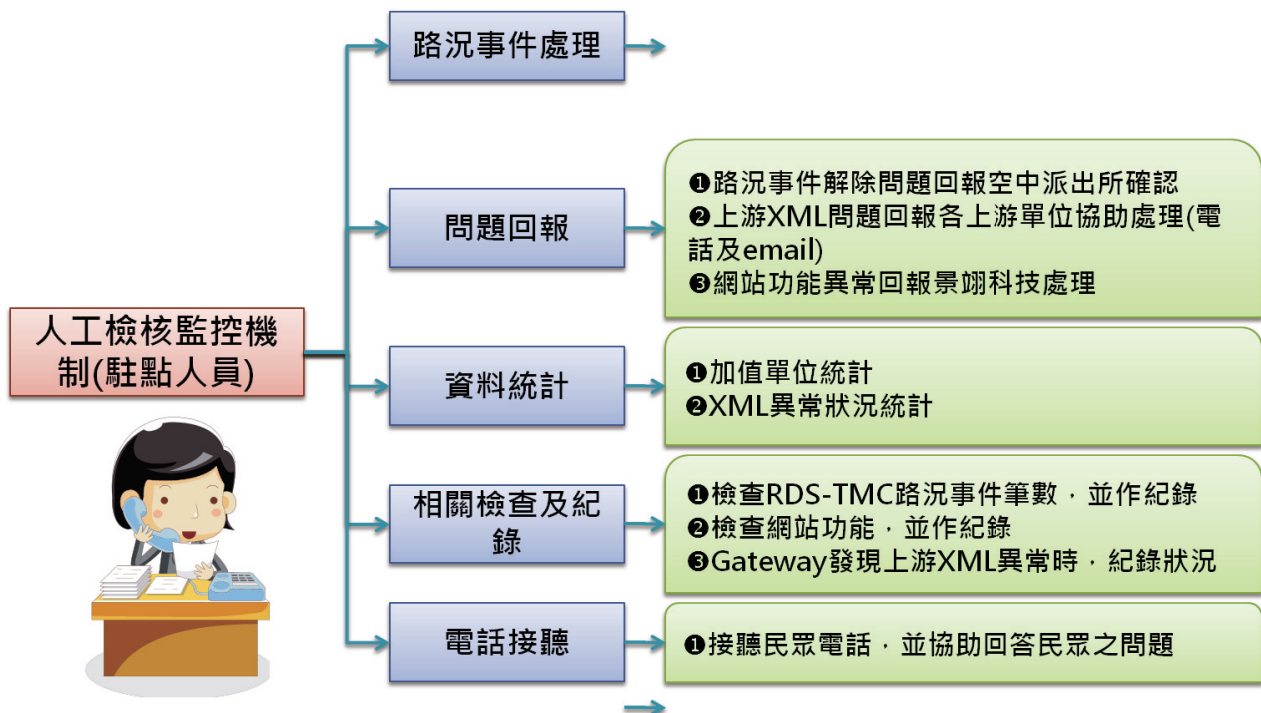 路況事件處理
問題回報
❶路況事件解除問題回報空中派出所確認
❷上游XML問題回報各上游單位協助處理(電
話及email)
❸網站功能異常回報景翊科技處理
人工檢核監控機
制(駐點人員)
資料統計
❶加值單位統計
❷XML異常狀況統計
相關檢查及紀
錄
❶檢查RDS-TMC路況事件筆數，並作紀錄
❷檢查網站功能，並作紀錄
❸Gateway發現上游XML異常時，紀錄狀況
電話接聽
❶接聽民眾電話，並協助回答民眾之問題